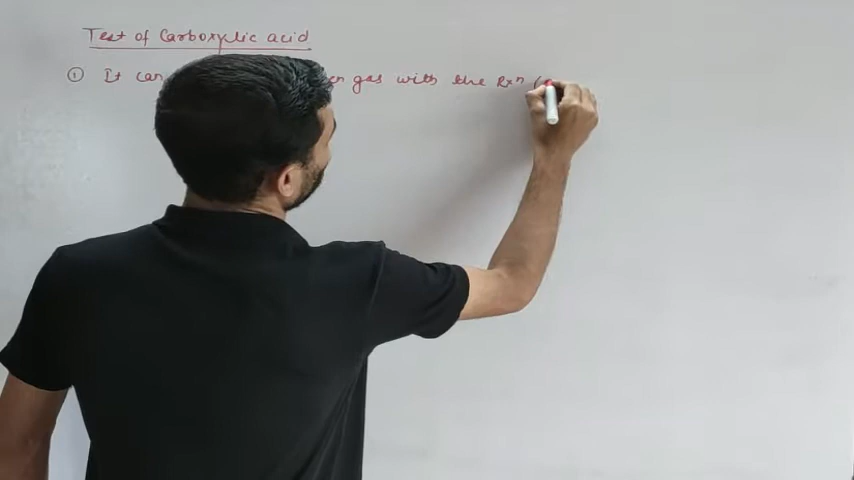 Test of Carboxylic acid
① It can gas with the Rxⁿ